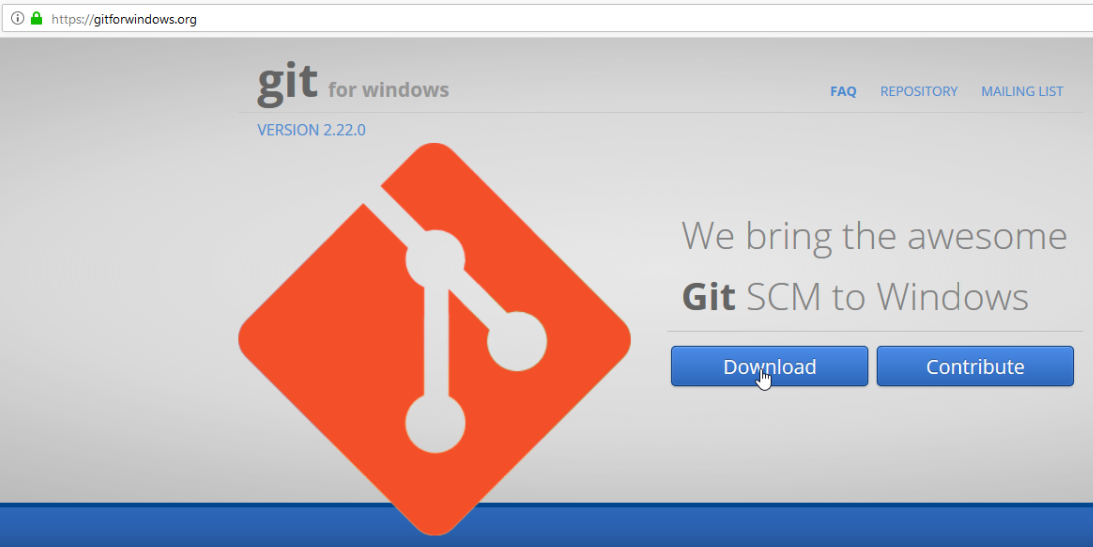 https://gitforwindows.org
git for windows
FAQ REPOSITORY MAILING LIST
VERSION 2.22.0
We bring the awesome
Git SCM to Windows
Download Contribute